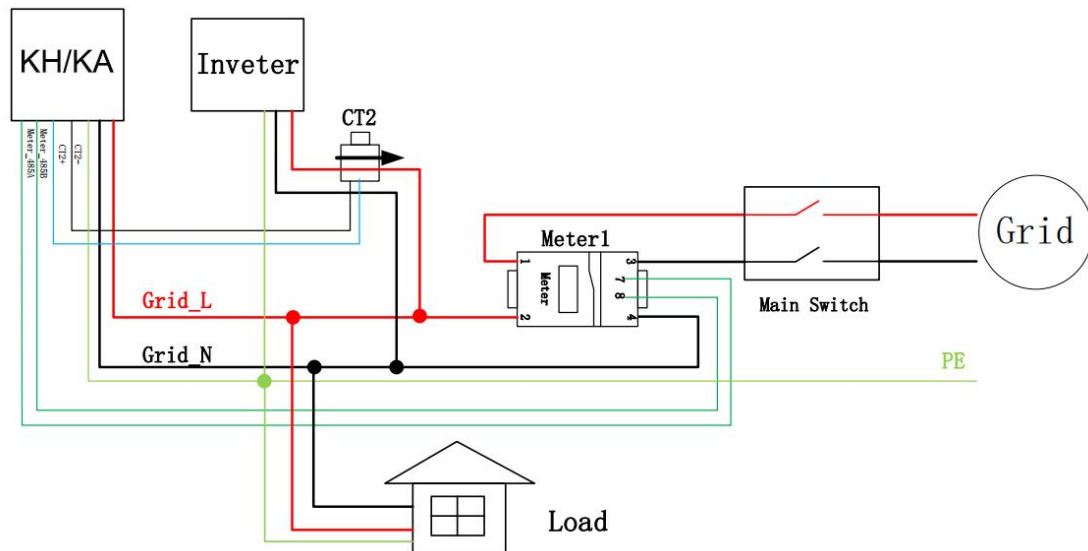 KH/KA
Inveter
CT2
Meter_485A
Meter_485B
CT2+
CT2-
Meter1
1
3
7
Meter
8
2
4
Grid
Main Switch
Grid_L
Grid_N
PE
Load